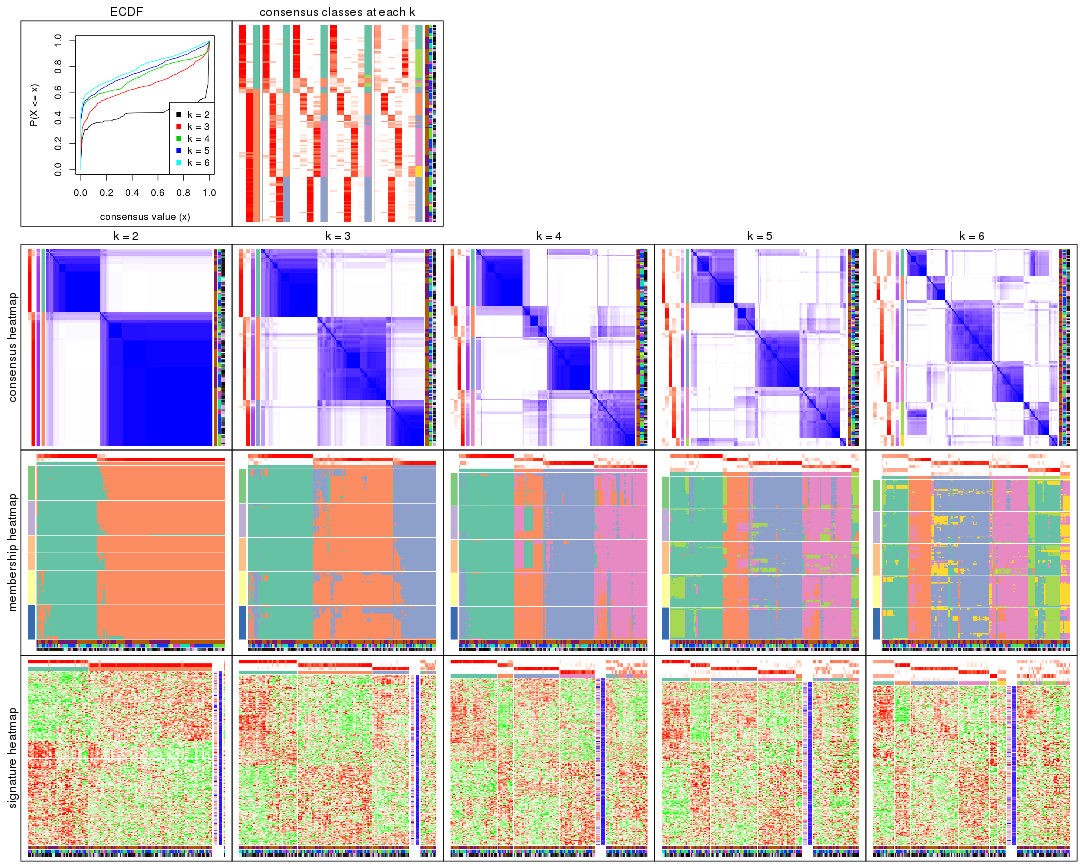 ECDF
consensus classes at each k
P(X <= x)
0.0 0.2 0.4 0.6 0.8 1.0
k = 2
k = 3
k = 4
k = 5
k = 6
0.0 0.2 0.4 0.6 0.8 1.0
consensus value (x)
k = 2 k = 3 k = 4 k = 5 k = 6
consensus heatmap
membership heatmap
signature heatmap